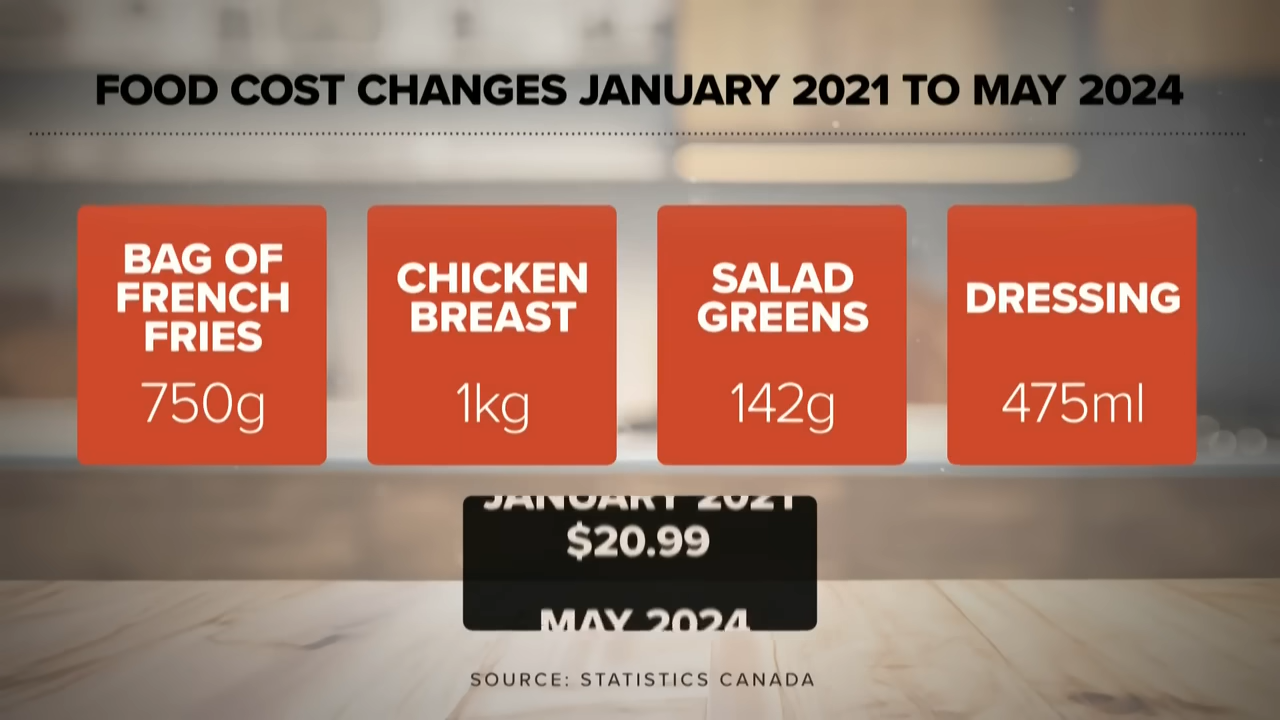 FOOD COST CHANGES JANUARY 2021 TO MAY 2024
BAG OF
FRENCH
FRIES
750g
CHICKEN
BREAST
1kg
SALAD
GREENS
142g
DRESSING
475ml
JANUARY 2021
$20.99
MAY 2024
SOURCE: STATISTICS CANADA